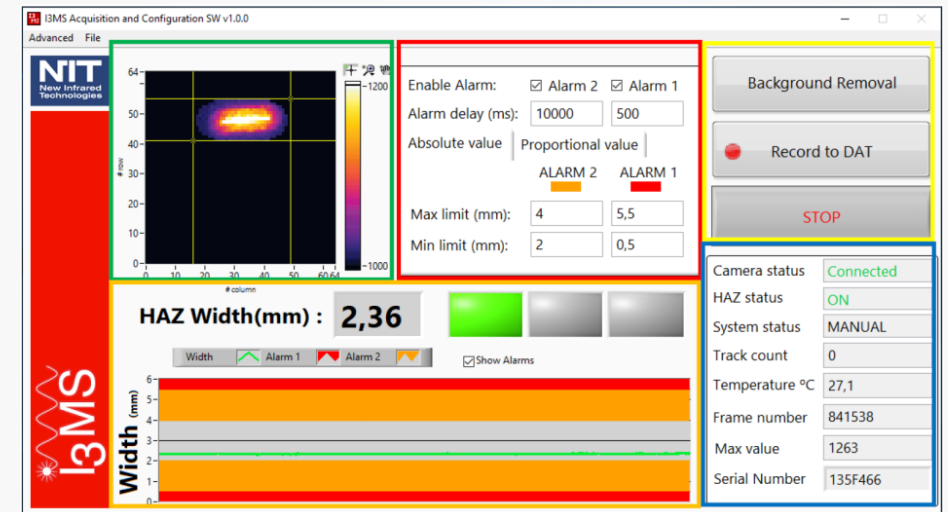 I3MS Acquisition and Configuration SW v1.0.0
Advanced File
NIT
New Infrared
Technologies
I3MS
64-
50-
40-
30-
20-
10-
0-
# row
0 10 20 30 40 50 60 64
# column
-1200
-1000
Enable Alarm: Alarm 2 Alarm 1
Alarm delay (ms): 10000 500
Absolute value Proportional value
ALARM 2 ALARM 1
Max limit (mm): 4 5,5
Min limit (mm): 2 0,5
Background Removal
Record to DAT
STOP
HAZ Width(mm) : 2,36
Width Alarm 1 Alarm 2 Show Alarms
Width (mm)
6-
5-
4-
3-
2-
1-
0-
Camera status Connected
HAZ status ON
System status MANUAL
Track count 0
Temperature ºC 27,1
Frame number 841538
Max value 1263
Serial Number 135F466